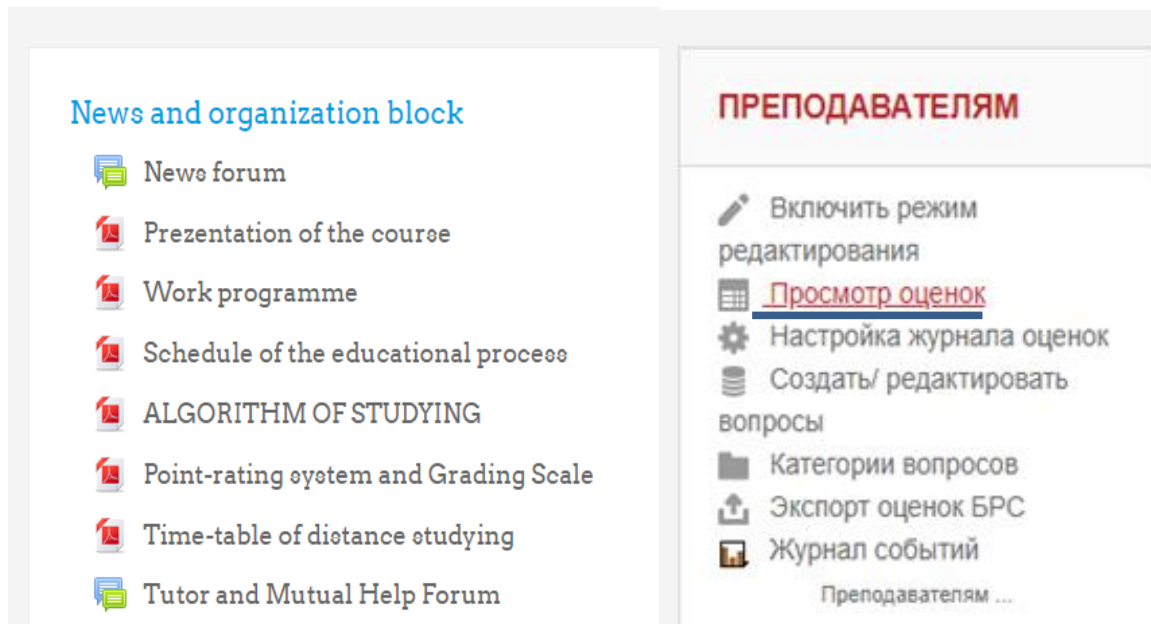 News and organization block
News forum
Prezentation of the course
Work programme
Schedule of the educational process
ALGORITHM OF STUDYING
Point-rating system and Grading Scale
Time-table of distance studying
Tutor and Mutual Help Forum
ПРЕПОДАВАТЕЛЯМ
Включить режим
редактирования
Просмотр оценок
Настройка журнала оценок
Создать/ редактировать
вопросы
Категории вопросов
Экспорт оценок БРС
Журнал событий
Преподавателям ...